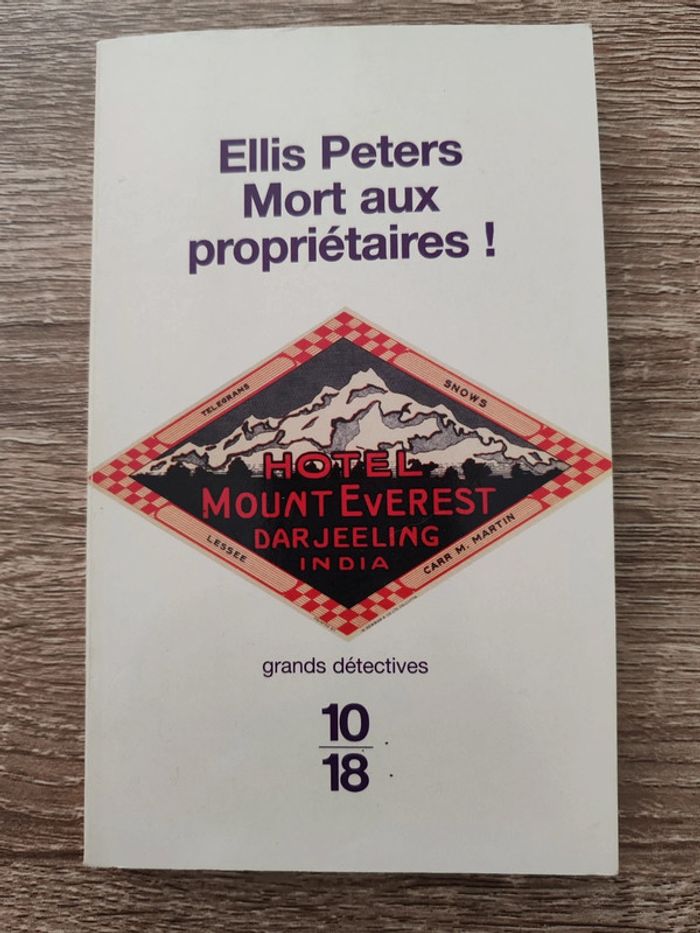 Ellis Peters
Mort aux
propriétaires !
TELEGRAMS
SNOWS
HOTEL
MOUNT EVEREST
DARJEELING
INDIA
LESSEE
CARR M. MARTIN
grands détectives
10
18